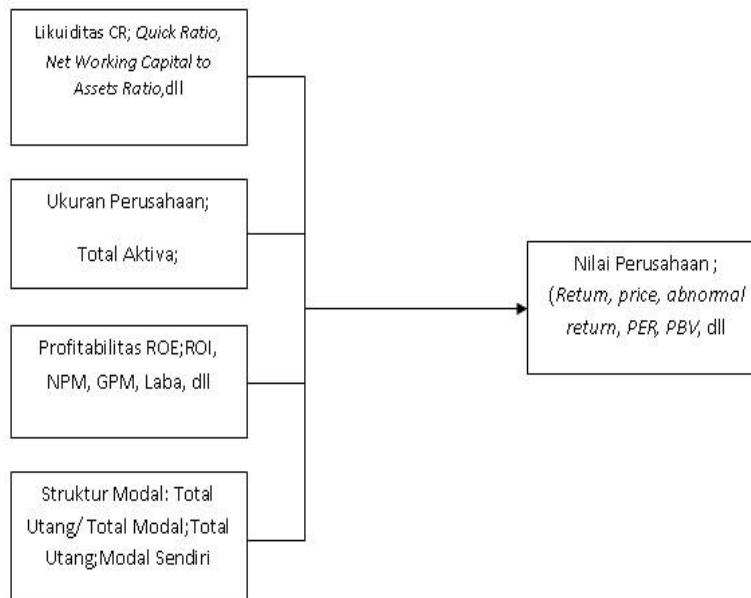 Likuiditas CR; Quick Ratio,
Net Working Capital to
Assets Ratio,dll
Ukuran Perusahaan;
Total Aktiva;
Profitabilitas ROE;ROI,
NPM, GPM, Laba, dll
Struktur Modal: Total
Utang/ Total Modal;Total
Utang;Modal Sendiri
Nilai Perusahaan ;
(Return, price, abnormal
return, PER, PBV, dll